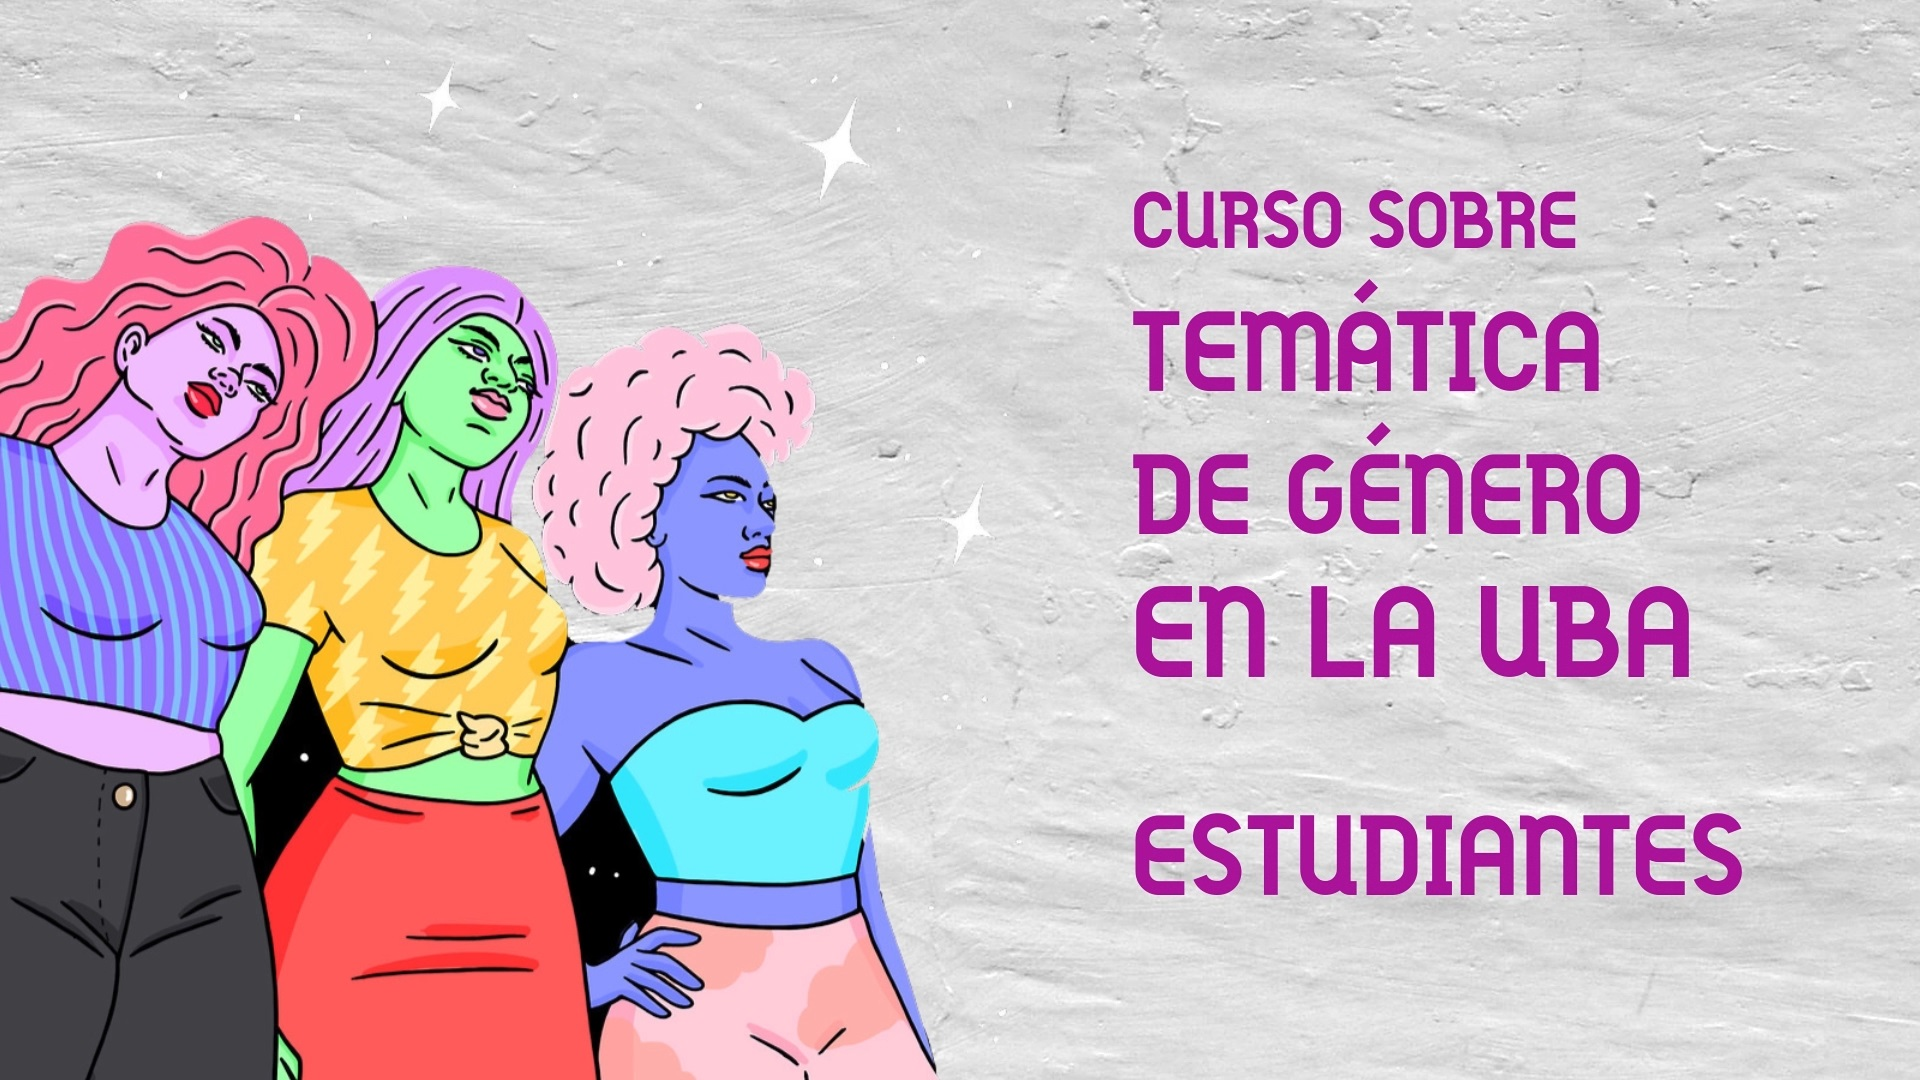 CURSO SOBRE
TEMÁTICA
DE GÉNERO
EN LA UBA
ESTUDIANTES